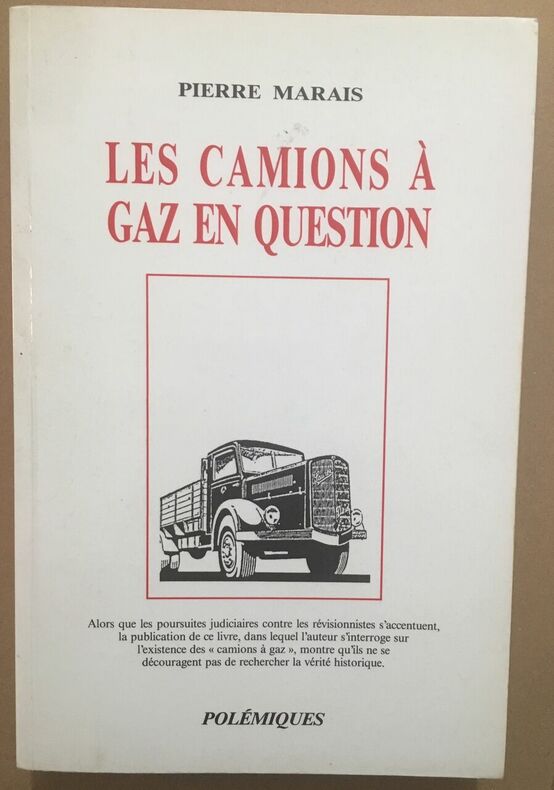 PIERRE MARAIS
LES CAMIONS À
GAZ EN QUESTION
Alors que les poursuites judiciaires contre les révisionnistes s'accentuent,
la publication de ce livre, dans lequel l'auteur s'interroge sur
l'existence des « camions à gaz », montre qu'ils ne se
découragent pas de rechercher la vérité historique.
POLÉMIQUES